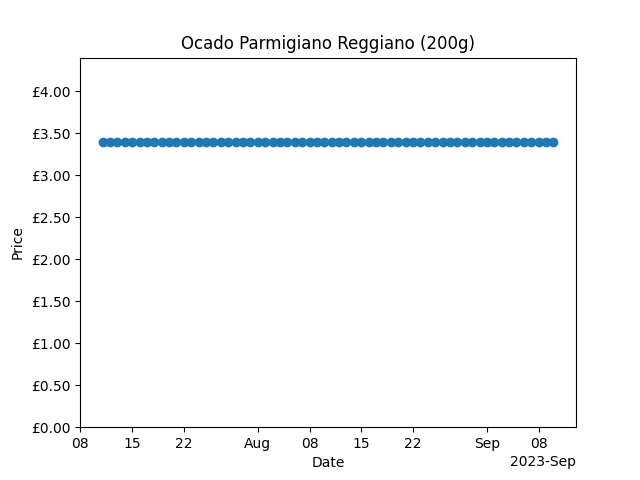 Ocado Parmigiano Reggiano (200g)
£4.00
£3.50
£3.00
£2.50
£2.00
£1.50
£1.00
£0.50
£0.00
Price
08 15 22 Aug 08 15 22 Sep 08
Date
2023-Sep